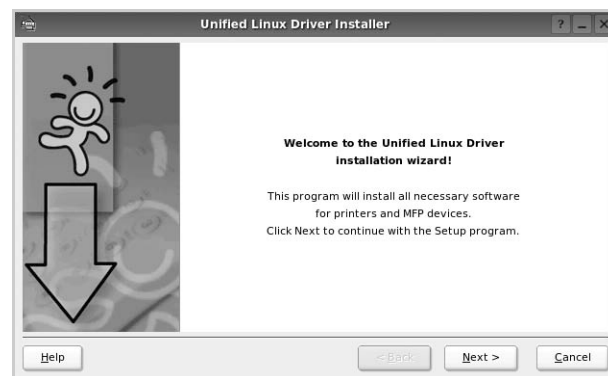 Unified Linux Driver Installer
Welcome to the Unified Linux Driver
installation wizard!
This program will install all necessary software
for printers and MFP devices.
Click Next to continue with the Setup program.
Help
< Back
Next >
Cancel